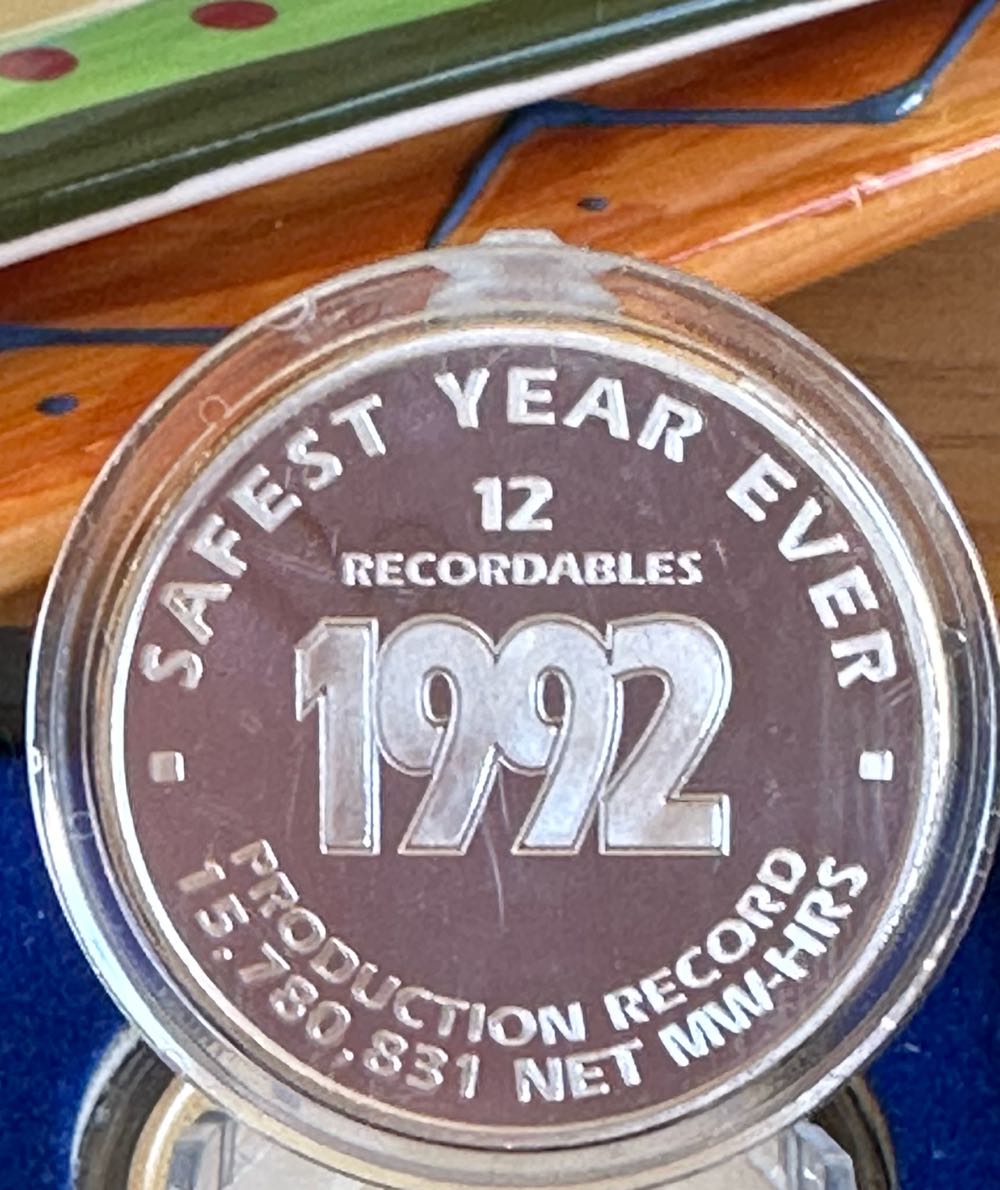 SAFEST YEAR EVER
12
RECORDABLES
1992
PRODUCTION RECORD
15.780.831 NET MW-HRS